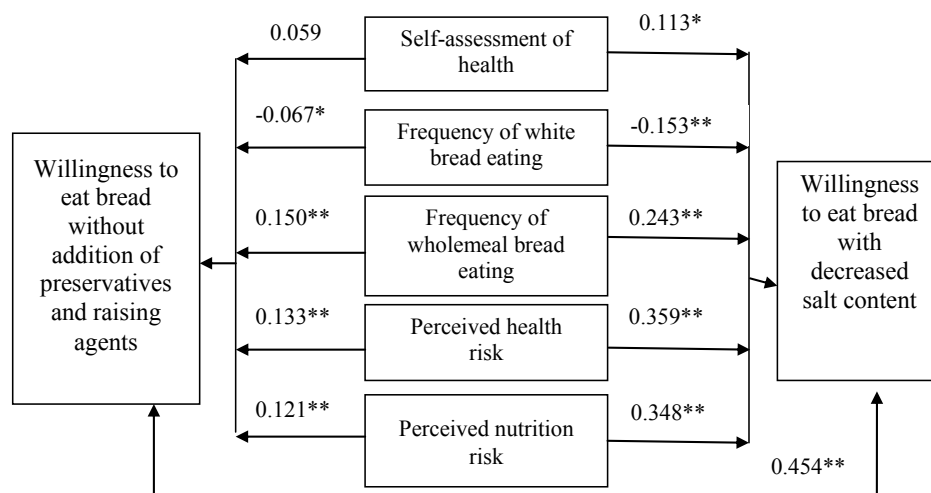 0.059
Self-assessment of
health
0.113*
-0.067*
Frequency of white
bread eating
-0.153**
Willingness to
eat bread
without
addition of
preservatives
and raising
agents
0.150**
Frequency of
wholemeal bread
eating
0.243**
Willingness
to eat bread
with
decreased
salt content
0.133**
Perceived health
risk
0.359**
0.121**
Perceived nutrition
risk
0.348**
0.454**